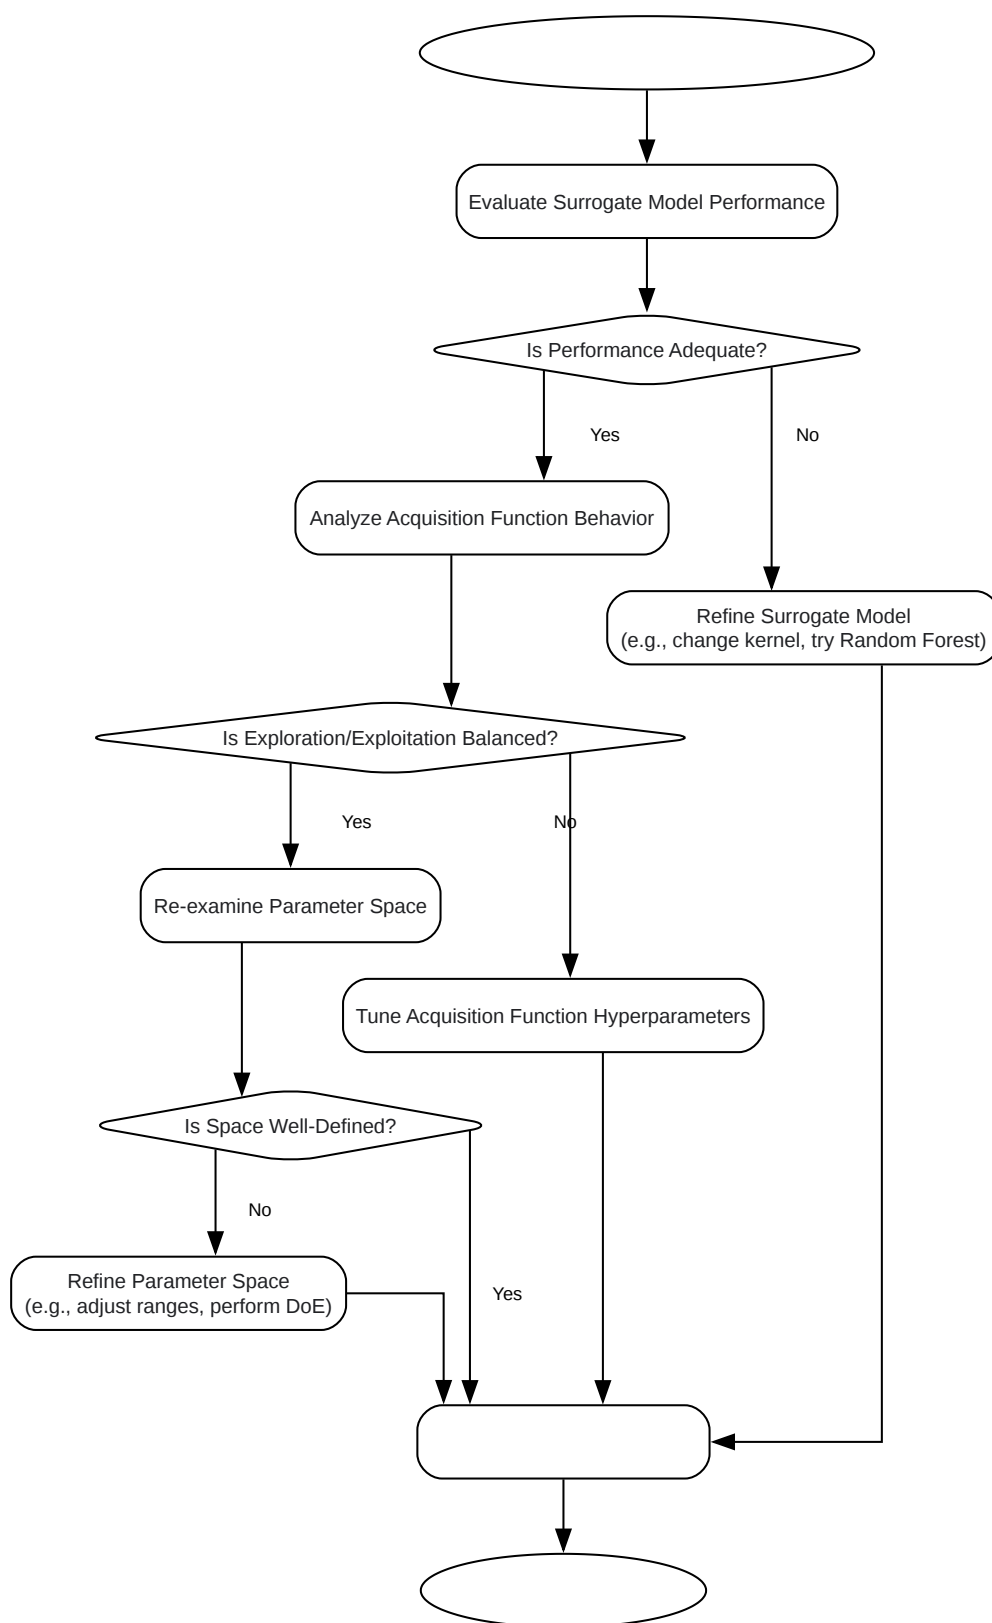 Evaluate Surrogate Model Performance
Is Performance Adequate?
Yes
No
Analyze Acquisition Function Behavior
Refine Surrogate Model
(e.g., change kernel, try Random Forest)
Is Exploration/Exploitation Balanced?
Yes
No
Re-examine Parameter Space
Tune Acquisition Function Hyperparameters
Is Space Well-Defined?
No
Refine Parameter Space
(e.g., adjust ranges, perform DoE)
Yes